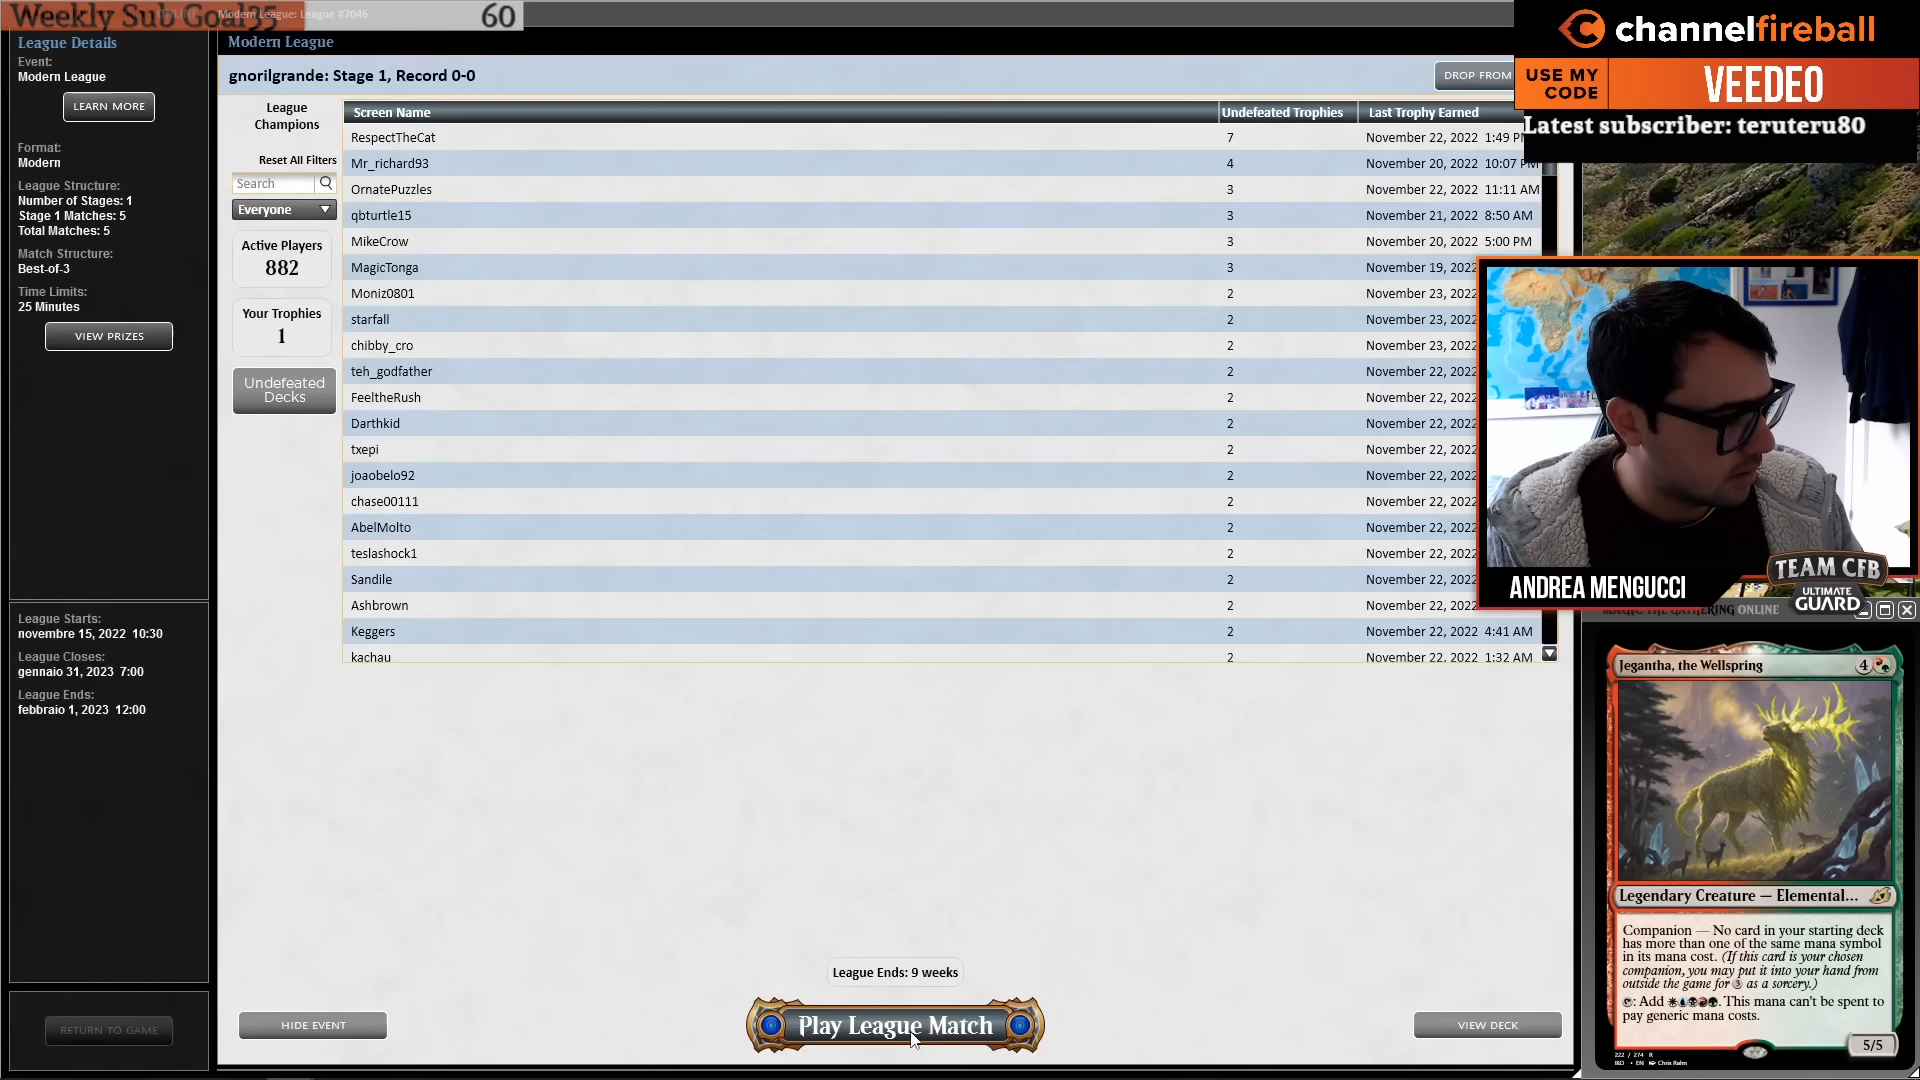 Weekly Sub Goal 35
60
Modern League: League #7046
channelfireball
USE MY CODE
VEEDEO
Latest subscriber: teruteru80
League Details
Event:
Modern League
LEARN MORE
Format:
Modern
League Structure:
Number of Stages: 1
Stage 1 Matches: 5
Total Matches: 5
Match Structure:
Best-of-3
Time Limits:
25 Minutes
VIEW PRIZES
League Starts:
novembre 15, 2022 10:30
League Closes:
gennaio 31, 2023 7:00
League Ends:
febbraio 1, 2023 12:00
RETURN TO GAME
Modern League
gnorilgrande: Stage 1, Record 0-0
DROP FROM
League Champions
Reset All Filters
Search
Everyone
Active Players
882
Your Trophies
1
Undefeated Decks
Screen Name Undefeated Trophies Last Trophy Earned
RespectTheCat 7 November 22, 2022 1:49 PM
Mr_richard93 4 November 20, 2022 10:07 PM
OrnatePuzzles 3 November 22, 2022 11:11 AM
qbturtle15 3 November 21, 2022 8:50 AM
MikeCrow 3 November 20, 2022 5:00 PM
MagicTonga 3 November 19, 2022
Moniz0801 2 November 23, 2022
starfall 2 November 23, 2022
chibby_cro 2 November 23, 2022
teh_godfather 2 November 22, 2022
FeeltheRush 2 November 22, 2022
Darthkid 2 November 22, 2022
txepi 2 November 22, 2022
joaobelo92 2 November 22, 2022
chase00111 2 November 22, 2022
AbelMolto 2 November 22, 2022
teslashock1 2 November 22, 2022
Sandile 2 November 22, 2022
Ashbrown 2 November 22, 2022
Keggers 2 November 22, 2022 4:41 AM
kachau 2 November 22, 2022 1:32 AM
League Ends: 9 weeks
HIDE EVENT
Play League Match
VIEW DECK
ANDREA MENGUCCI
TEAM CFB
ULTIMATE GUARD
MAGIC THE GATHERING ONLINE
Jegantha, the Wellspring 4
Legendary Creature — Elemental...
Companion — No card in your starting deck
has more than one of the same mana symbol
in its mana cost. (If this card is your chosen
companion, you may put it into your hand from
outside the game for 3 as a sorcery.)
: Add . This mana can't be spent to
pay generic mana costs.
222 / 274 R
IKO • EN Chris Rahn
5/5